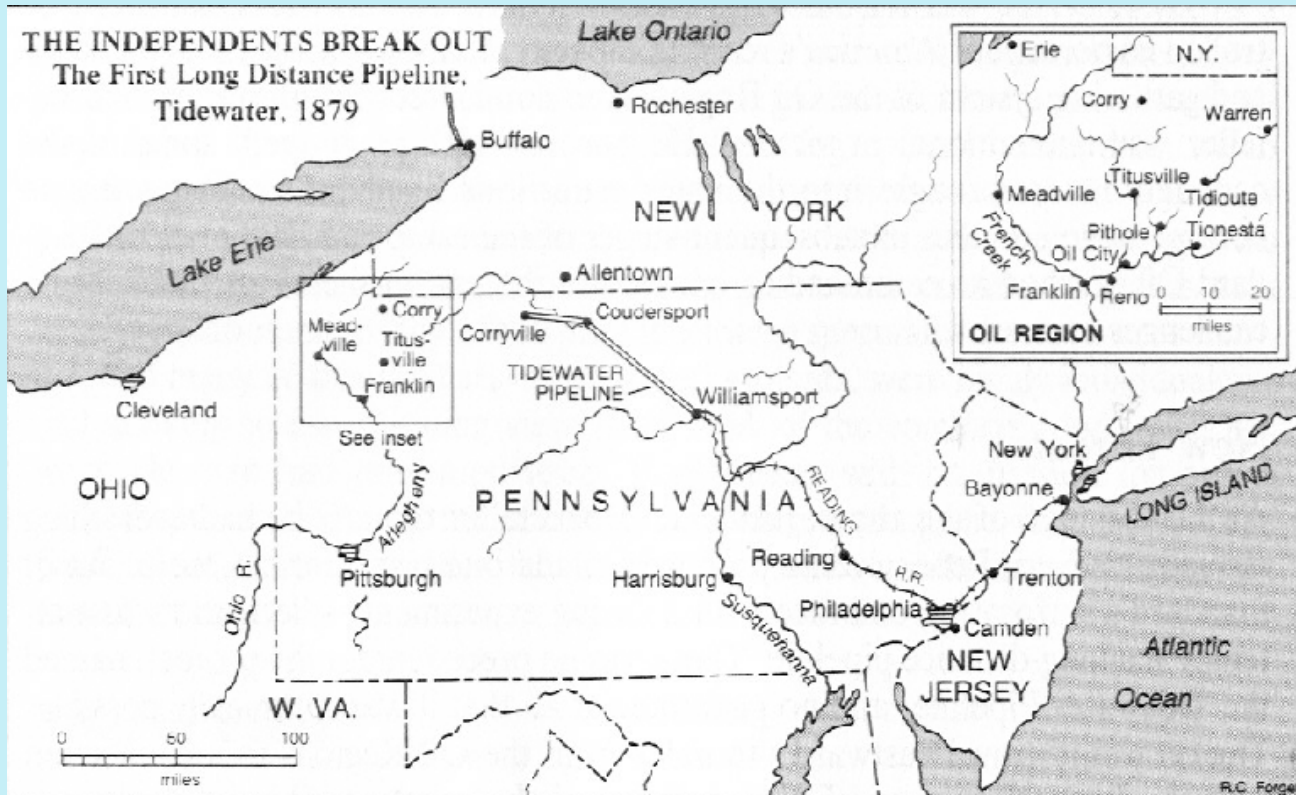 THE INDEPENDENTS BREAK OUT
The First Long Distance Pipeline,
Tidewater, 1879
Lake Ontario
Rochester
Buffalo
NEW YORK
Lake Erie
Allentown
Corry
Corryville
Coudersport
Mead-
ville
Titus-
ville
Franklin
TIDEWATER
PIPELINE
Williamsport
Cleveland
See inset
OHIO
Allegheny
PENNSYLVANIA
READING
R.R.
New York
Bayonne
LONG ISLAND
Pittsburgh
Ohio R.
Harrisburg
Reading
Trenton
Philadelphia
Camden
Susquehanna
NEW
JERSEY
Atlantic
Ocean
W. VA.
0 50 100
miles
Erie
N.Y.
Corry
Warren
Titusville
Meadville
Tidioute
Pithole
Tionesta
French
Creek
Oil City
Franklin
Reno
0 10 20
miles
OIL REGION